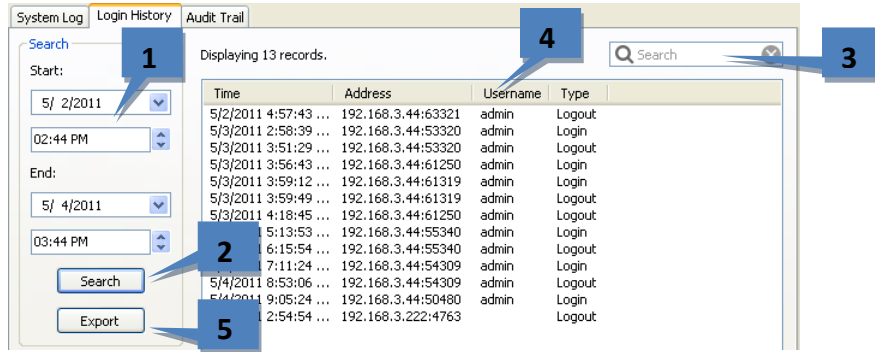 System Log Login History Audit Trail
Search
1
Displaying 13 records.
4
Search
3
Start:
5/ 2/2011
02:44 PM
End:
5/ 4/2011
03:44 PM
2
Search
Export
5
Time Address Username Type
5/2/2011 4:57:43 ... 192.168.3.44:63321 admin Logout
5/3/2011 2:58:39 ... 192.168.3.44:53320 admin Login
5/3/2011 3:51:29 ... 192.168.3.44:53320 admin Logout
5/3/2011 3:56:43 ... 192.168.3.44:61250 admin Login
5/3/2011 3:59:12 ... 192.168.3.44:61319 admin Login
5/3/2011 3:59:49 ... 192.168.3.44:61319 admin Logout
5/3/2011 4:18:45 ... 192.168.3.44:61250 admin Logout
5:13:53 ... 192.168.3.44:55340 admin Login
6:15:54 ... 192.168.3.44:55340 admin Logout
7:11:24 ... 192.168.3.44:54309 admin Login
5/4/2011 8:53:06 ... 192.168.3.44:54309 admin Logout
5/4/2011 9:05:24 ... 192.168.3.44:50480 admin Login
2:54:54 ... 192.168.3.222:4763 Logout